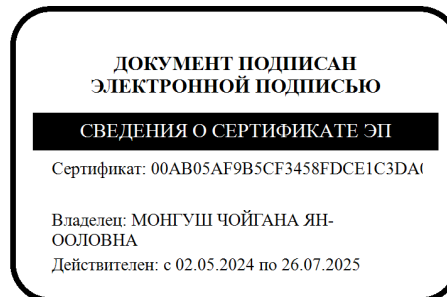 ДОКУМЕНТ ПОДПИСАН
ЭЛЕКТРОННОЙ ПОДПИСЬЮ
СВЕДЕНИЯ О СЕРТИФИКАТЕ ЭП
Сертификат: 00AB05AF9B5CF3458FDCE1C3DA
Владелец: МОНГУШ ЧОЙГАНА ЯН-
ООЛОВНА
Действителен: с 02.05.2024 по 26.07.2025